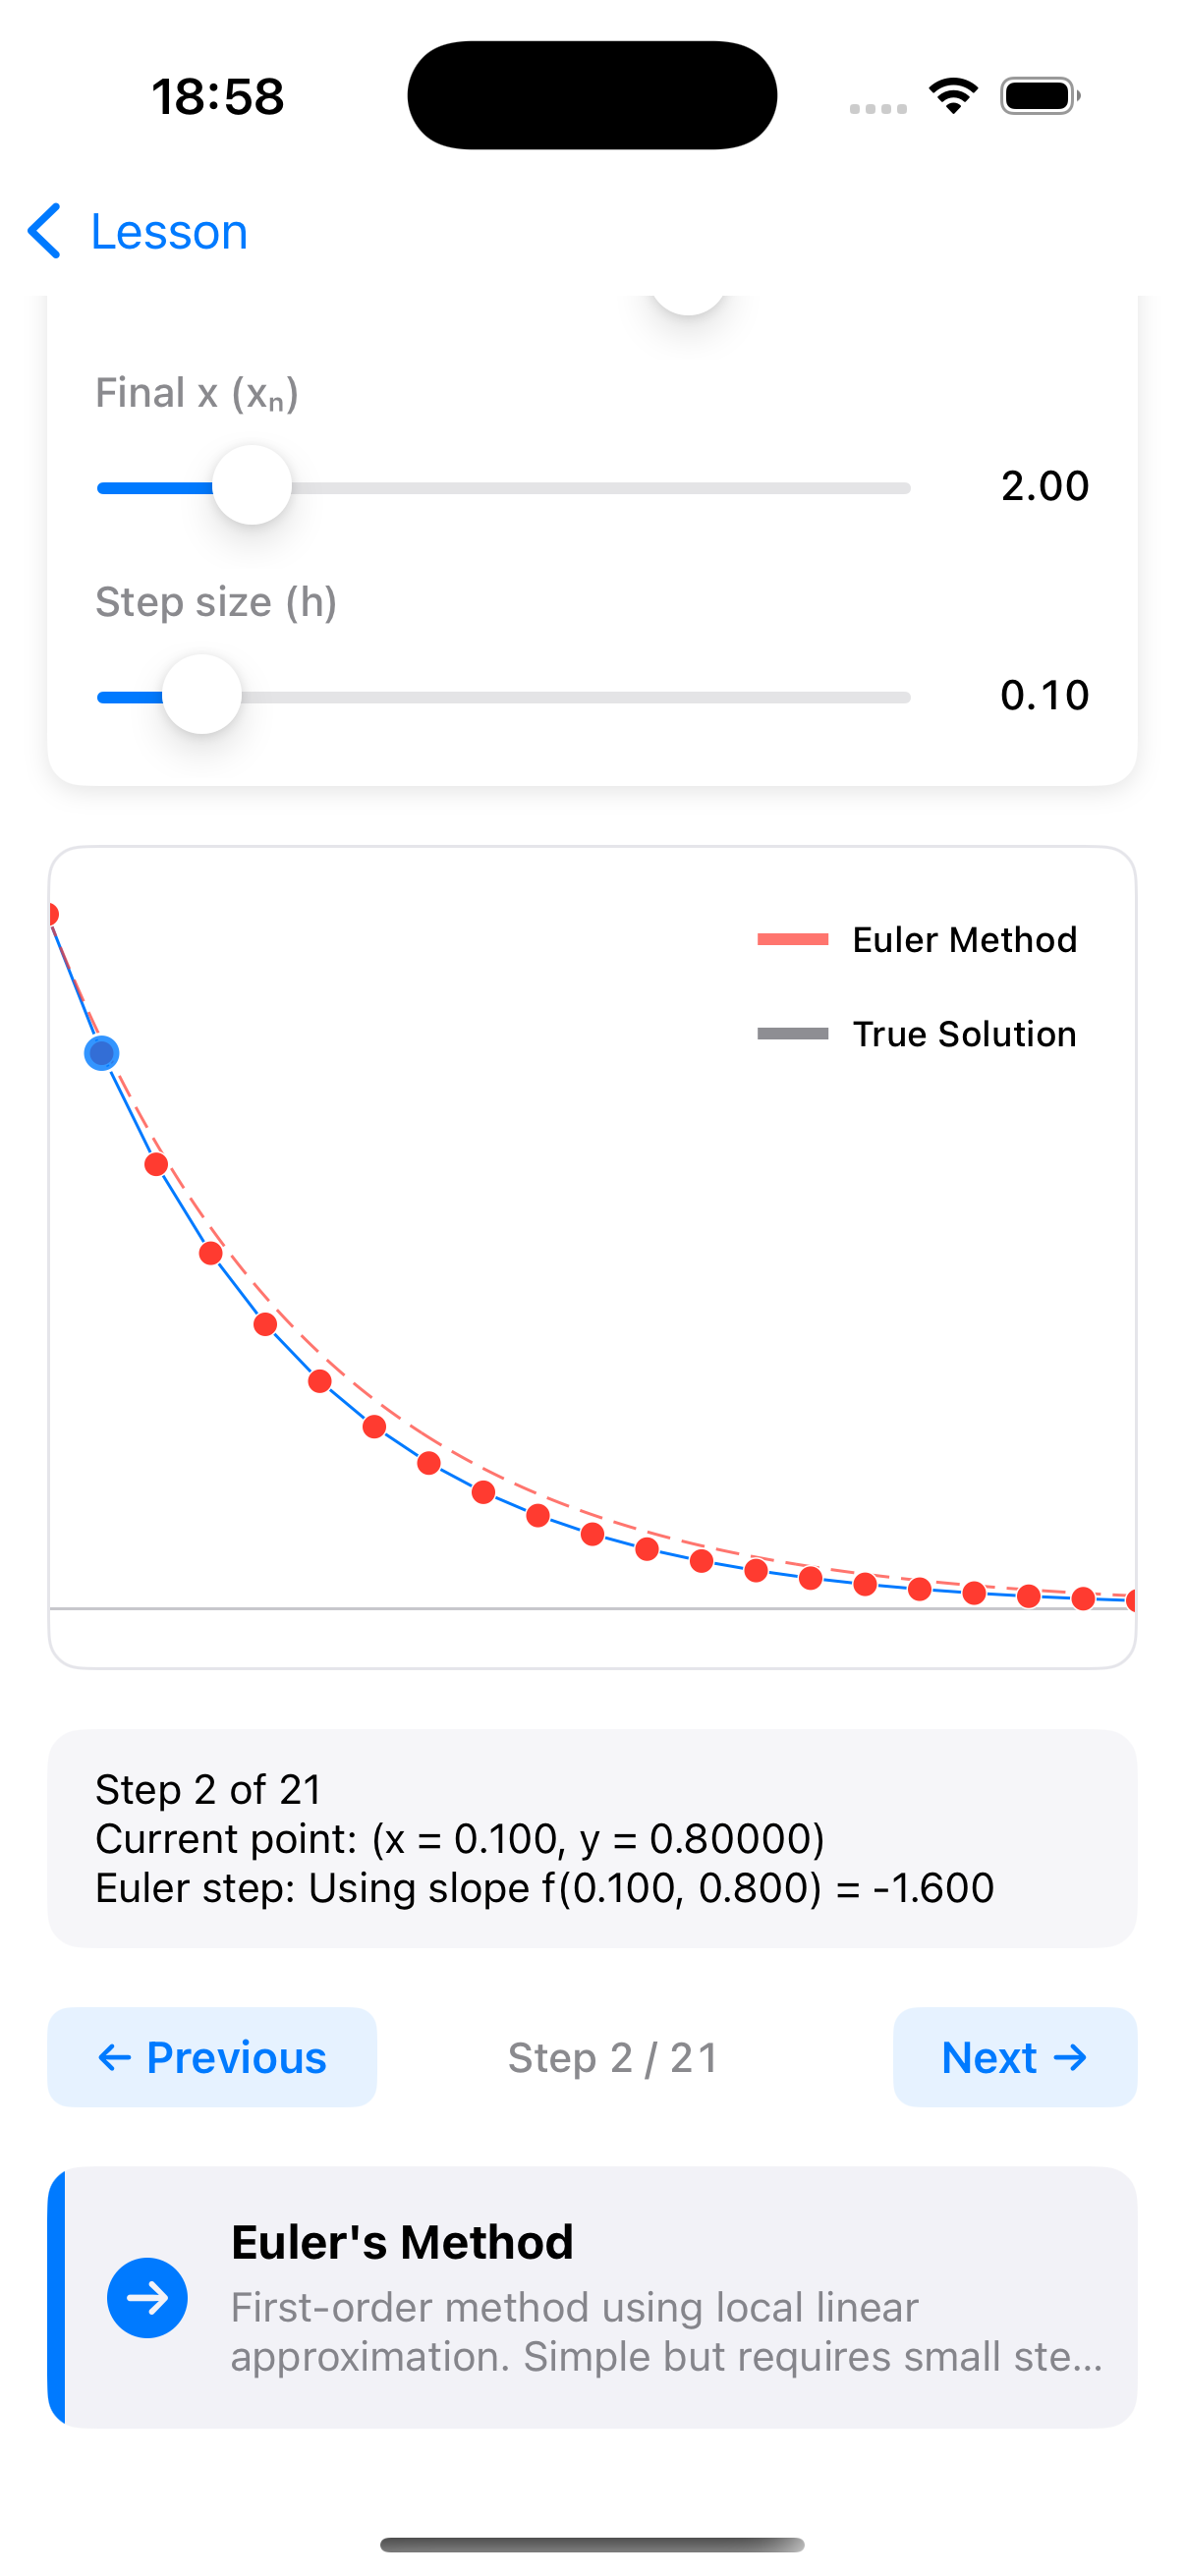 18:58
Lesson
Final x (xₙ)
2.00
Step size (h)
0.10
Euler Method
True Solution
Step 2 of 21
Current point: (x = 0.100, y = 0.80000)
Euler step: Using slope f(0.100, 0.800) = -1.600
← Previous
Step 2 / 21
Next →
Euler's Method
First-order method using local linear
approximation. Simple but requires small ste...